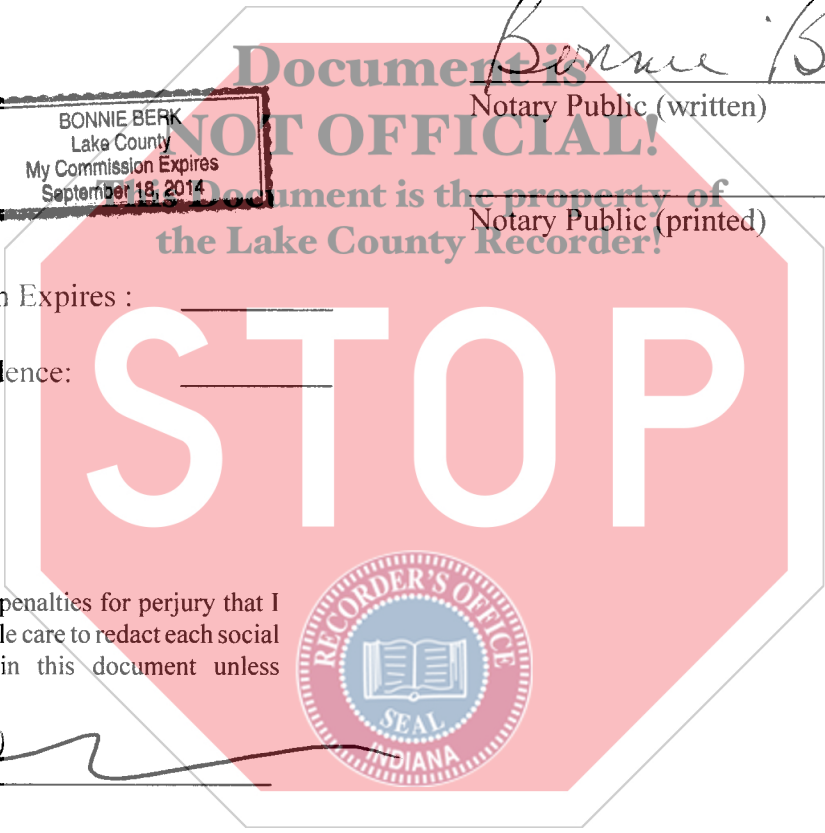 Document is
Bonnie B
Notary Public (written)
BONNIE BERK
Lake County
My Commission Expires
September 18, 2014
NOT OFFICIAL!
This Document is the property of
the Lake County Recorder!
Notary Public (printed)
n Expires :
lence:
STOP
penalties for perjury that I
le care to redact each social
in this document unless
RECORDER'S OFFICE
SEAL
INDIANA